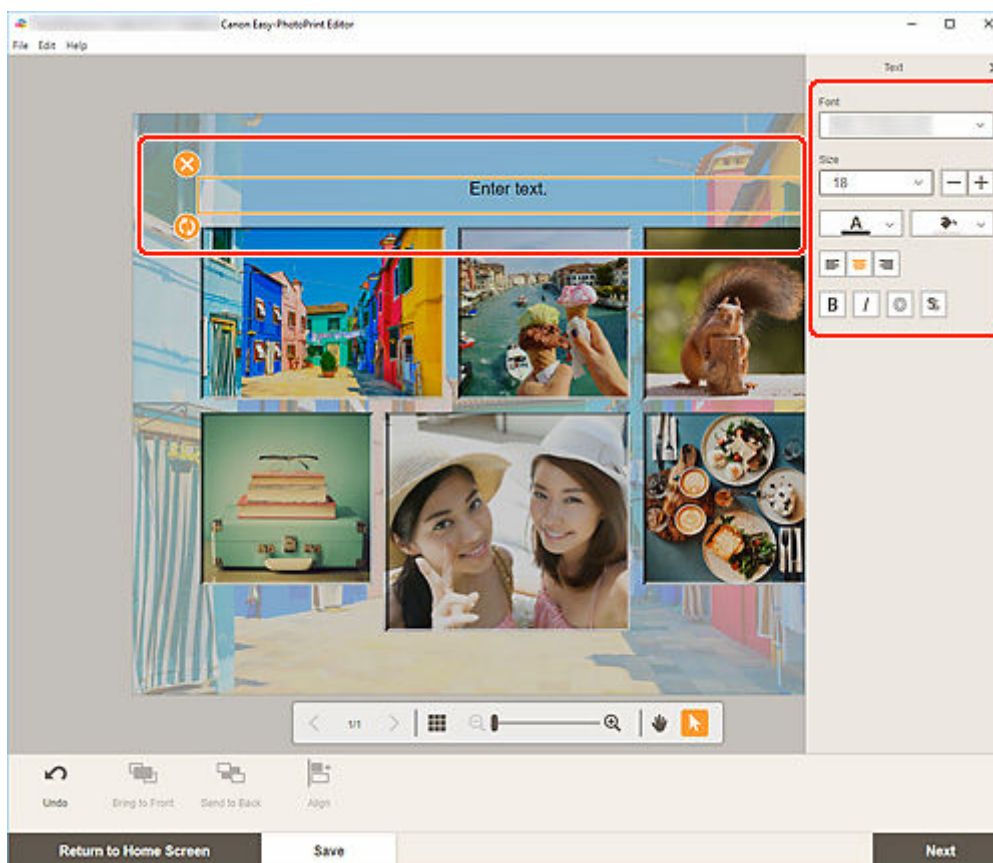 Canon Easy-PhotoPrint Editor
File Edit Help
Text
Font
Enter text.
Size
18
A
B I
1/1
Undo
Bring to Front
Send to Back
Align
Return to Home Screen
Save
Next